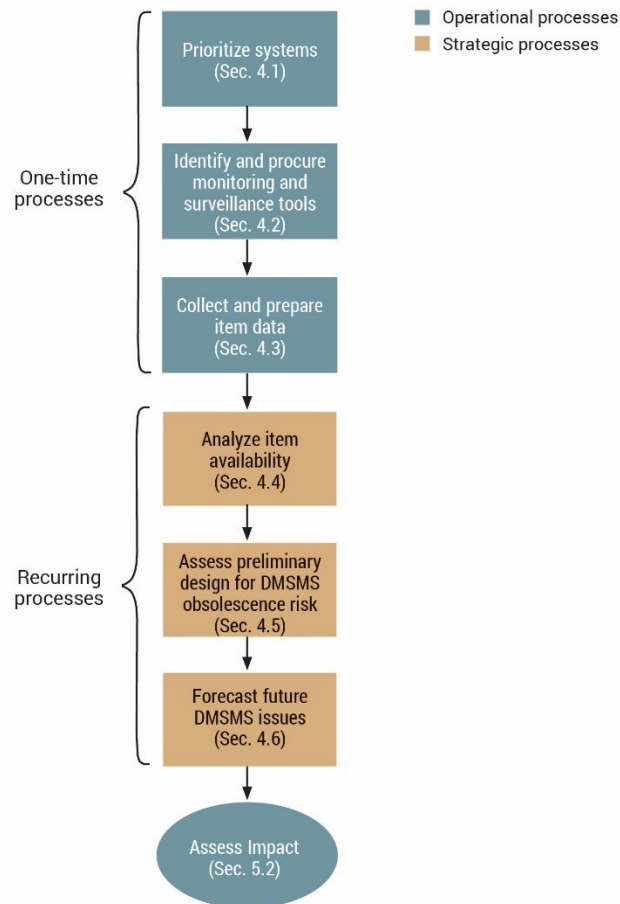 Operational processes
Strategic processes
Prioritize systems
(Sec. 4.1)
Identify and procure
monitoring and
surveillance tools
(Sec. 4.2)
One-time
processes
Collect and prepare
item data
(Sec. 4.3)
Analyze item
availability
(Sec. 4.4)
Assess preliminary
design for DMSMS
obsolescence risk
(Sec. 4.5)
Recurring
processes
Forecast future
DMSMS issues
(Sec. 4.6)
Assess Impact
(Sec. 5.2)